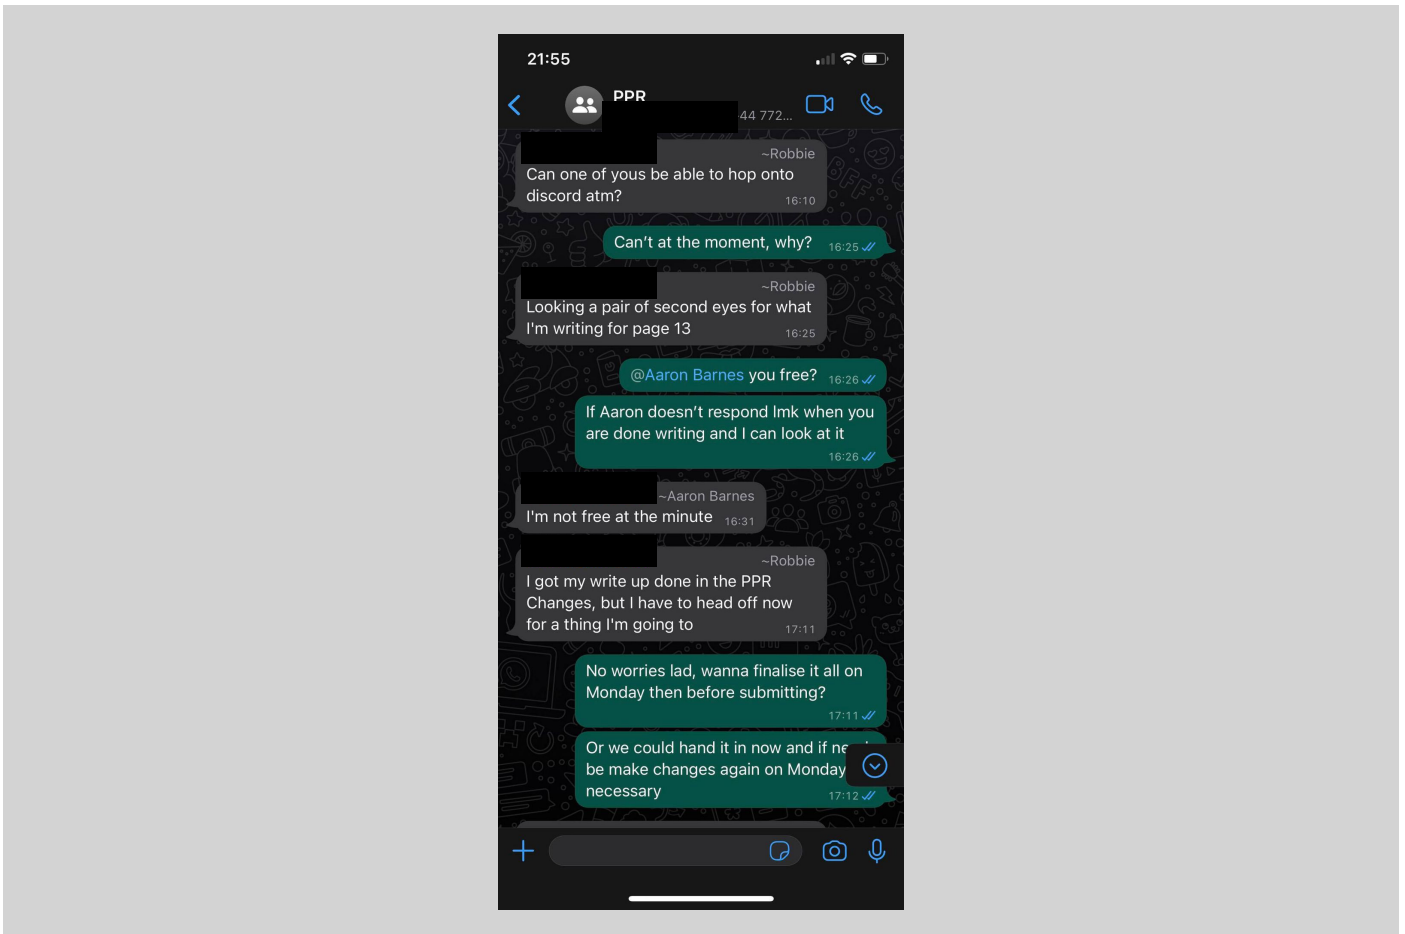 21:55
PPR
44 772...
~Robbie
Can one of yous be able to hop onto
discord atm?
16:10
Can't at the moment, why?
16:25
~Robbie
Looking a pair of second eyes for what
I'm writing for page 13
16:25
@Aaron Barnes you free?
16:26
If Aaron doesn't respond lmk when you
are done writing and I can look at it
16:26
~Aaron Barnes
I'm not free at the minute
16:31
~Robbie
I got my write up done in the PPR
Changes, but I have to head off now
for a thing I'm going to
17:11
No worries lad, wanna finalise it all on
Monday then before submitting?
17:11
Or we could hand it in now and if
be make changes again on Monday
necessary
17:12